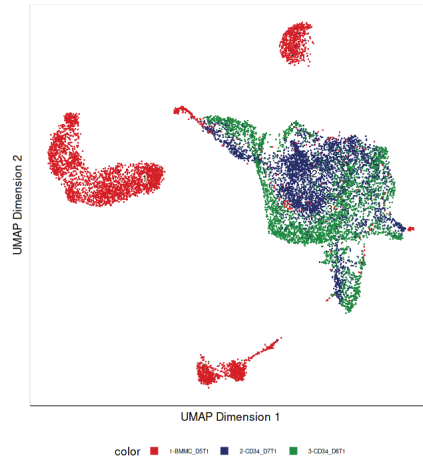 UMAP Dimension 2
UMAP Dimension 1
color 1-BMMC_D5T1 2-CD34_D7T1 3-CD34_D8T1